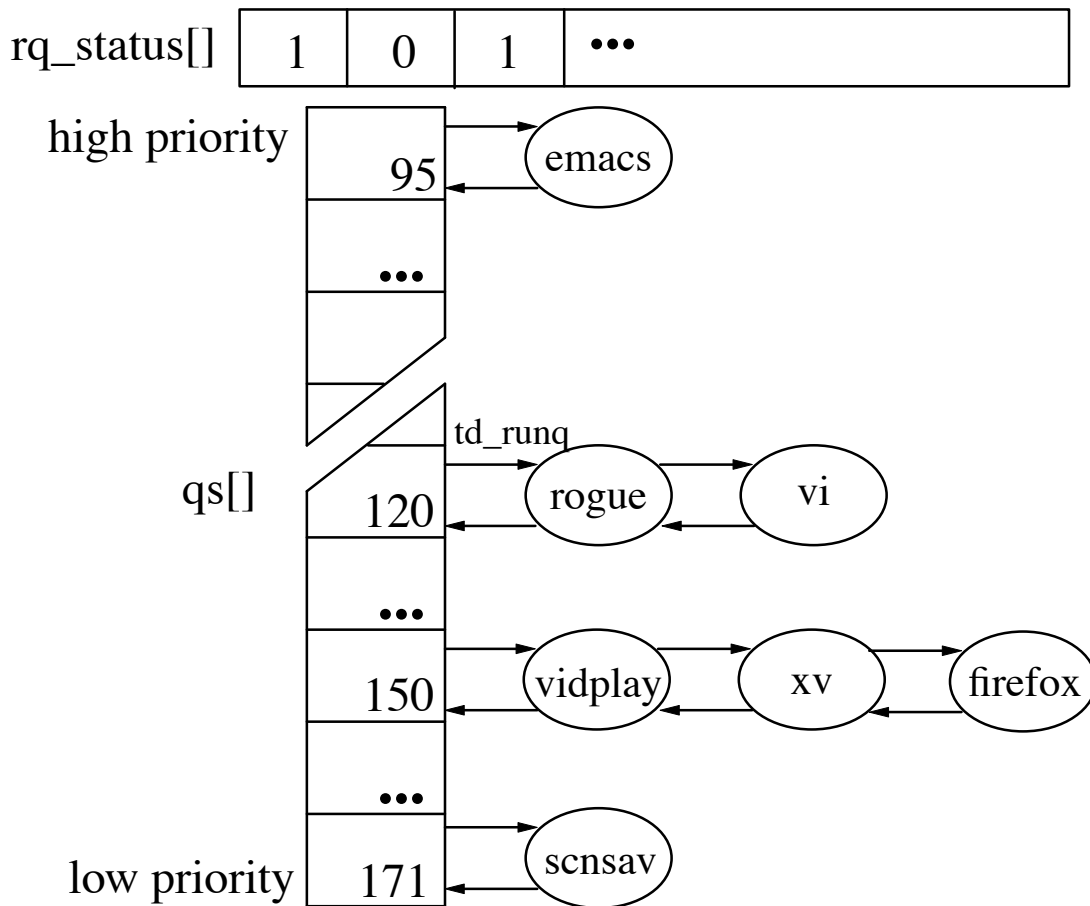 rq_status[] 1 0 1 •••
high priority
95 emacs
•••
td_runq
qs[] 120 rogue vi
•••
150 vidplay xv firefox
•••
low priority 171 scnsav